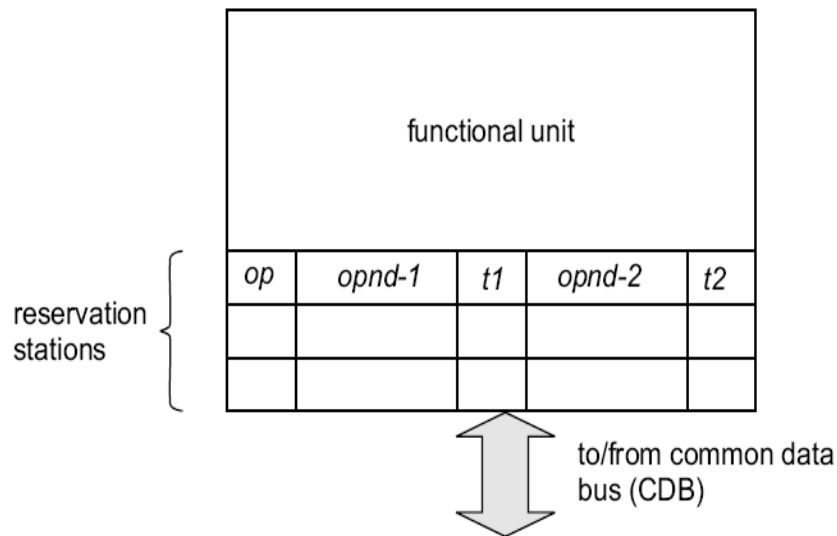 functional unit
op opnd-1 t1 opnd-2 t2
reservation
stations
to/from common data
bus (CDB)